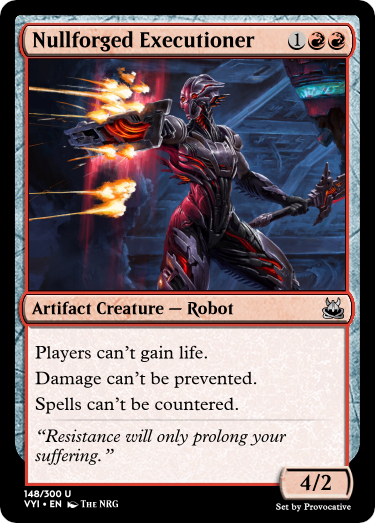 Nullforged Executioner 1
Artifact Creature — Robot
Players can’t gain life.
Damage can’t be prevented.
Spells can’t be countered.
“Resistance will only prolong your
suffering.”
4/2
148/300 U
VYI • EN The NRG
Set by Provocative